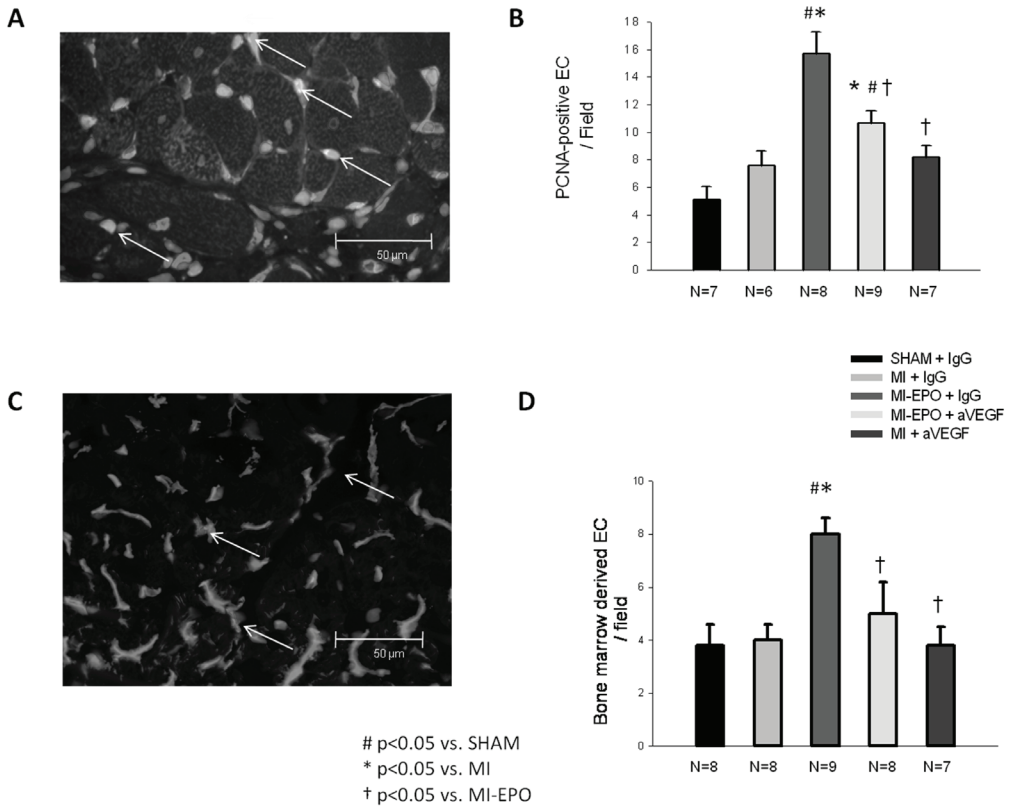 A
50 µm
B
PCNA-positive EC
/ Field
18
16
14
12
10
8
6
4
2
0
#*
* # †
†
N=7 N=6 N=8 N=9 N=7
SHAM + IgG
MI + IgG
MI-EPO + IgG
MI-EPO + aVEGF
MI + aVEGF
C
50 µm
D
Bone marrow derived EC
/ field
10
8
6
4
2
0
#*
†
†
N=8 N=8 N=9 N=8 N=7
# p<0.05 vs. SHAM
* p<0.05 vs. MI
† p<0.05 vs. MI-EPO